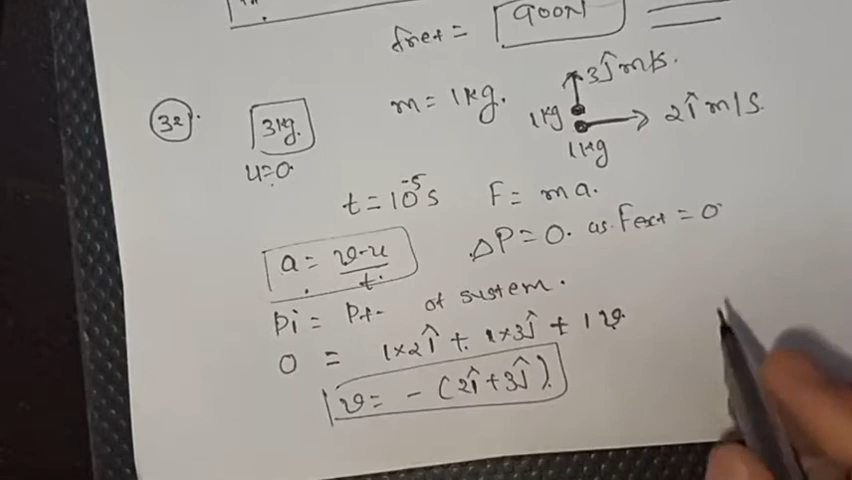 fnet = 900N
32. 3kg. m = 1kg. 3ĵ m/s.
1kg 2î m/s.
u=0. 1kg
t = 10⁻⁵ s F = ma.
a = v-u/t. ΔP = 0. as Fext = 0
Pi = Pf of system.
0 = 1×2î + 1×3ĵ + 1v.
v = - (2î+3ĵ).